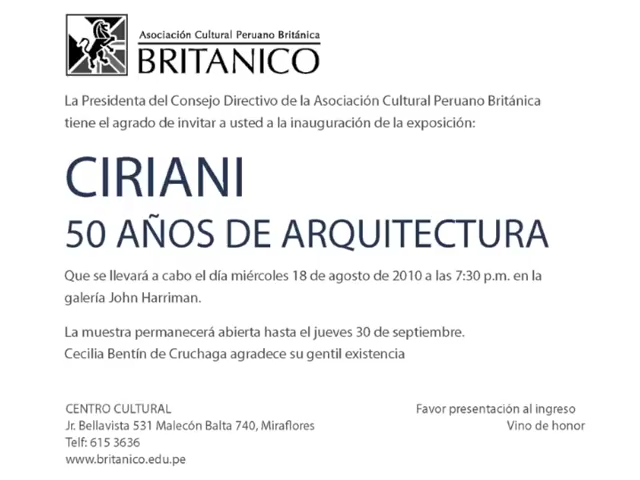 Asociación Cultural Peruano Británica
BRITANICO
La Presidenta del Consejo Directivo de la Asociación Cultural Peruano Británica
tiene el agrado de invitar a usted a la inauguración de la exposición:
CIRIANI
50 AÑOS DE ARQUITECTURA
Que se llevará a cabo el día miércoles 18 de agosto de 2010 a las 7:30 p.m. en la
galería John Harriman.
La muestra permanecerá abierta hasta el jueves 30 de septiembre.
Cecilia Bentín de Cruchaga agradece su gentil existencia
CENTRO CULTURAL
Jr. Bellavista 531 Malecón Balta 740, Miraflores
Telf: 615 3636
www.britanico.edu.pe
Favor presentación al ingreso
Vino de honor